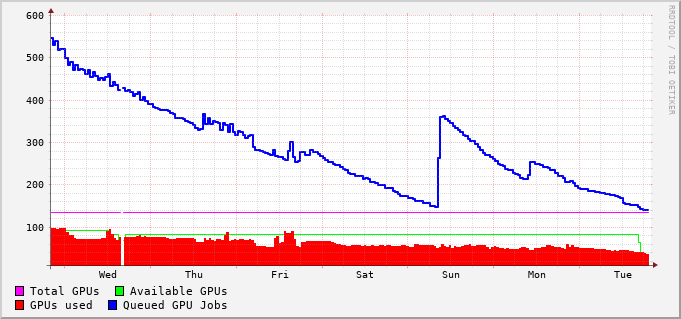 600
500
400
300
200
100
Wed Thu Fri Sat Sun Mon Tue
Total GPUs Available GPUs
GPUs used Queued GPU Jobs
RRDTOOL / TOBI OETIKER